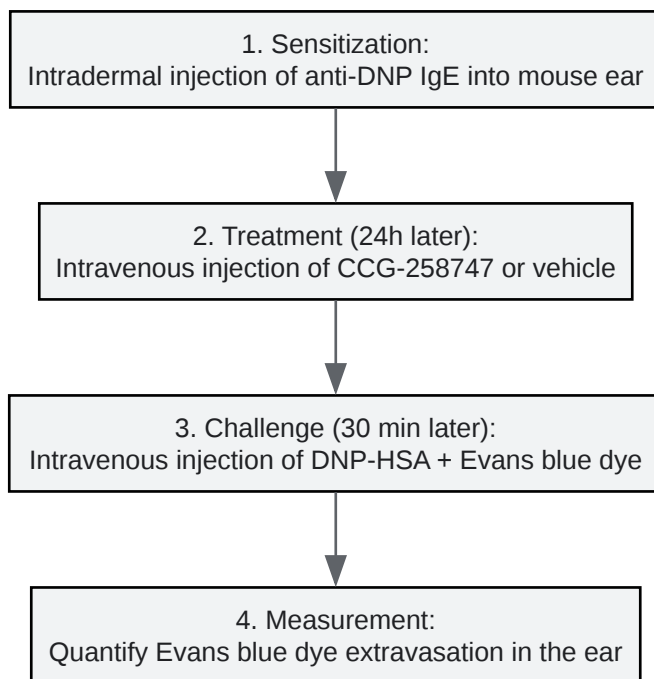 1. Sensitization:
Intradermal injection of anti-DNP IgE into mouse ear
2. Treatment (24h later):
Intravenous injection of CCG-258747 or vehicle
3. Challenge (30 min later):
Intravenous injection of DNP-HSA + Evans blue dye
4. Measurement:
Quantify Evans blue dye extravasation in the ear